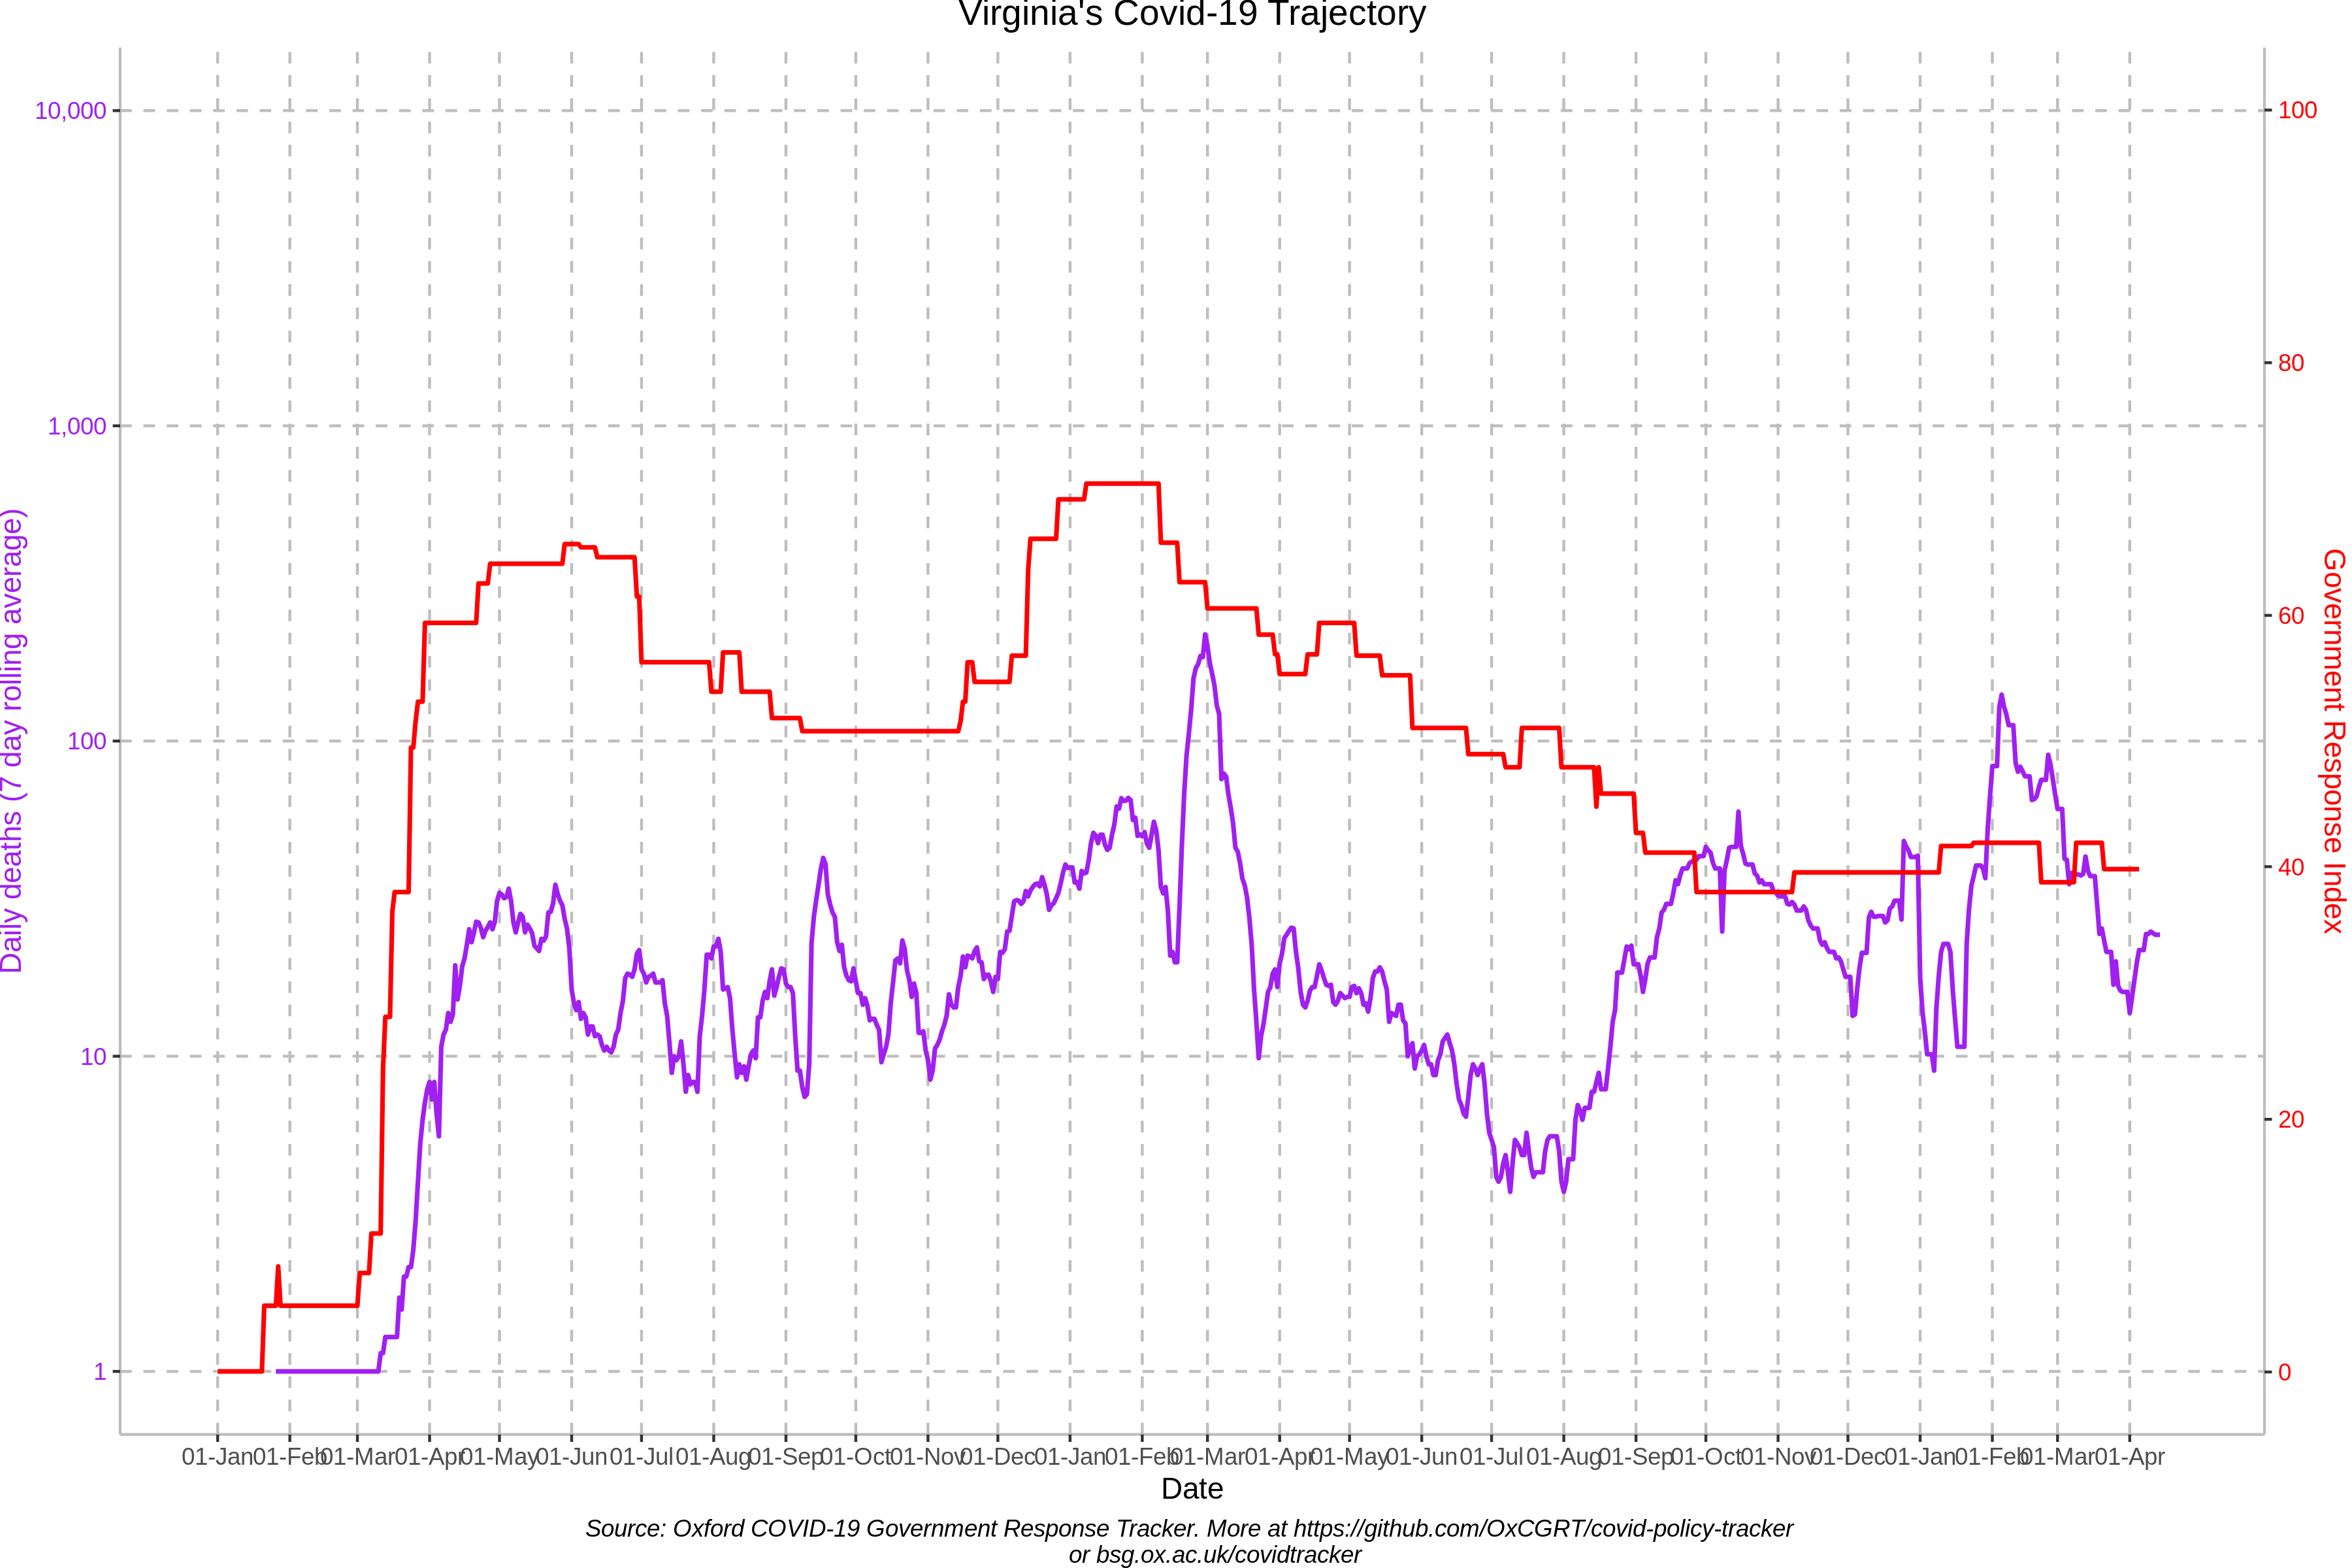 Virginia's Covid-19 Trajectory
10,000
1,000
100
10
1
Daily deaths (7 day rolling average)
100
80
60
40
20
0
Government Response Index
01-Jan 01-Feb 01-Mar 01-Apr 01-May 01-Jun 01-Jul 01-Aug 01-Sep 01-Oct 01-Nov 01-Dec 01-Jan 01-Feb 01-Mar 01-Apr 01-May 01-Jun 01-Jul 01-Aug 01-Sep 01-Oct 01-Nov 01-Dec 01-Jan 01-Feb 01-Mar 01-Apr
Date
Source: Oxford COVID-19 Government Response Tracker. More at https://github.com/OxCGRT/covid-policy-tracker
or bsg.ox.ac.uk/covidtracker